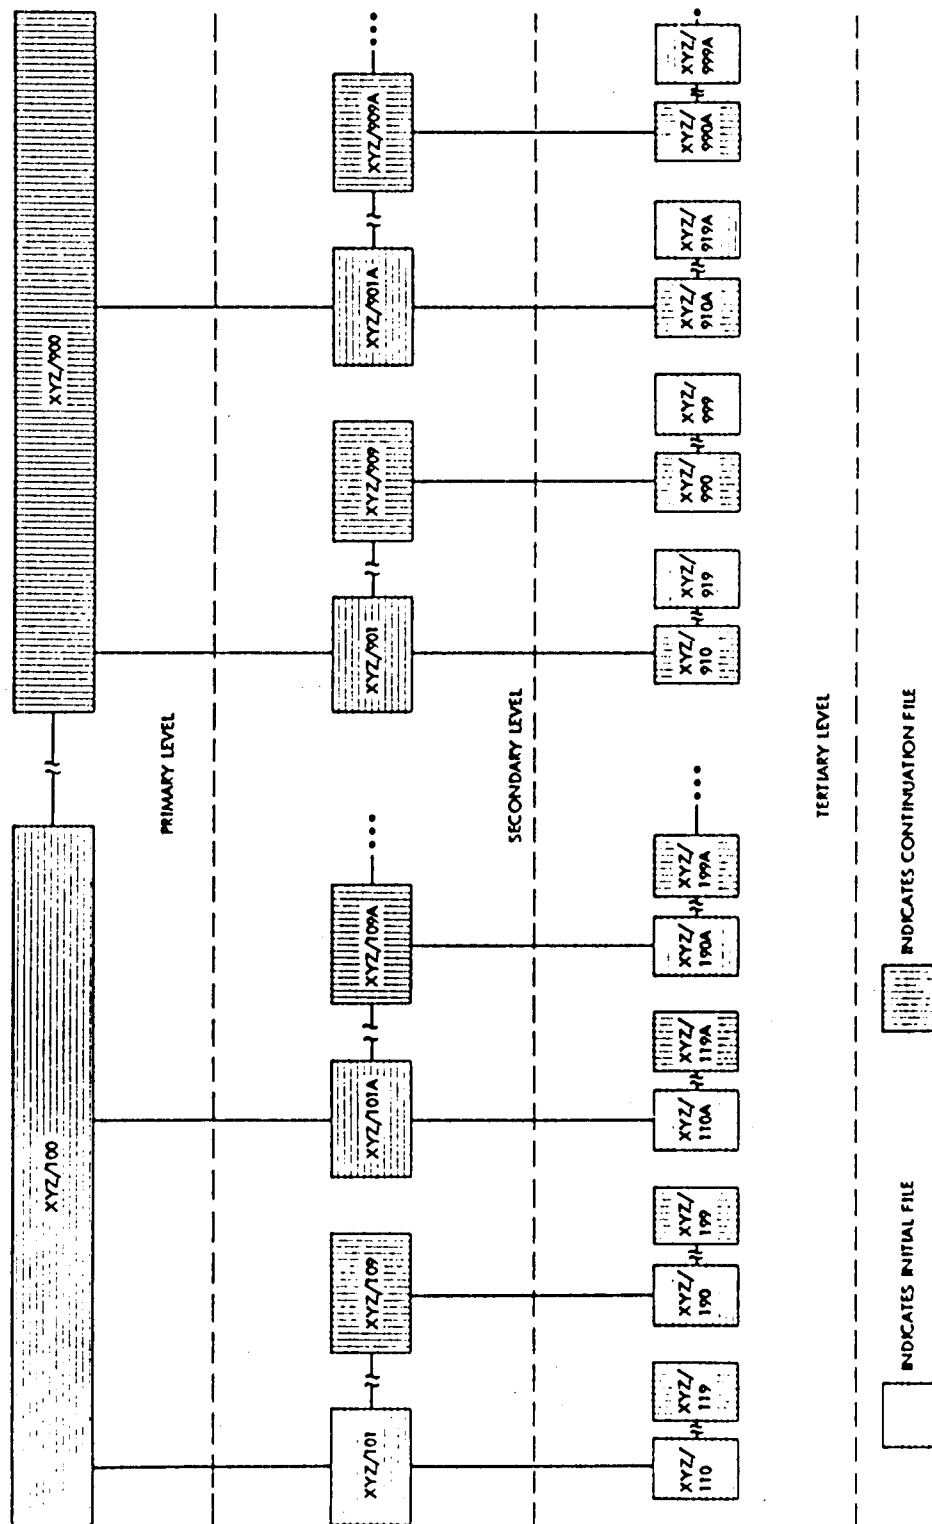 XYZ/100
XYZ/900
PRIMARY LEVEL
XYZ/101
XYZ/109
XYZ/101A
XYZ/109A
•••
XYZ/901
XYZ/909
XYZ/901A
XYZ/909A
•••
SECONDARY LEVEL
XYZ/
110
XYZ/
119
XYZ/
190
XYZ/
199
XYZ/
110A
XYZ/
119A
XYZ/
190A
XYZ/
199A
•••
XYZ/
910
XYZ/
919
XYZ/
990
XYZ/
999
XYZ/
910A
XYZ/
919A
XYZ/
990A
XYZ/
999A
TERTIARY LEVEL
INDICATES INITIAL FILE
INDICATES CONTINUATION FILE